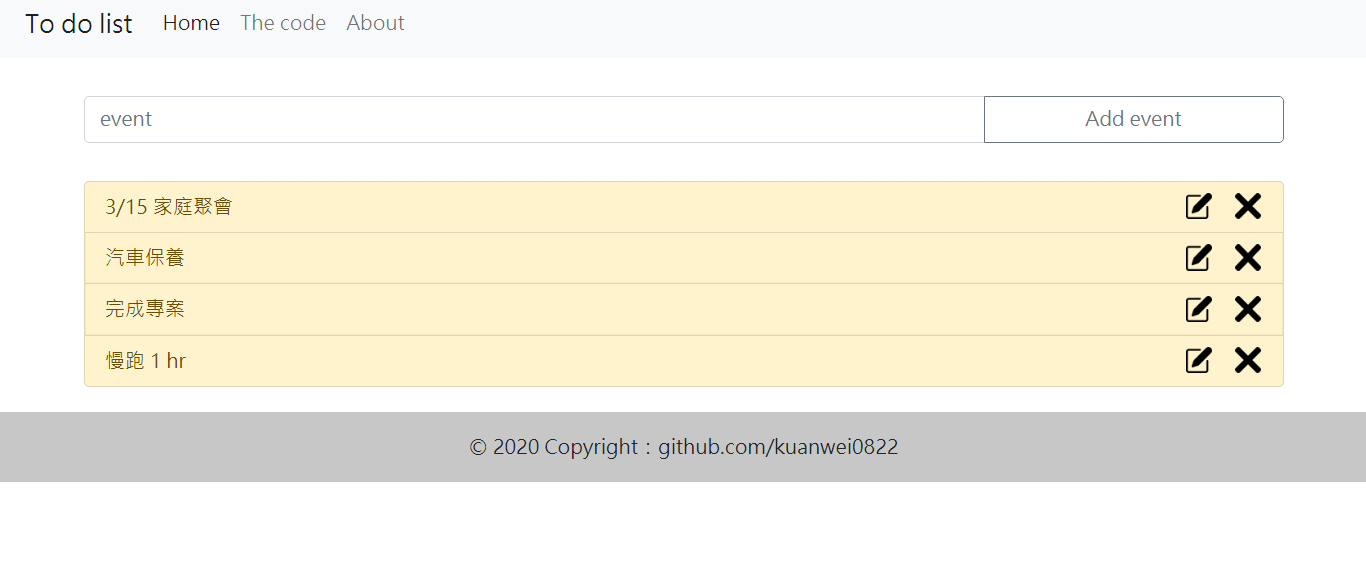 To do list Home The code About
event Add event
3/15 家庭聚會
汽車保養
完成專案
慢跑 1 hr
© 2020 Copyright：github.com/kuanwei0822